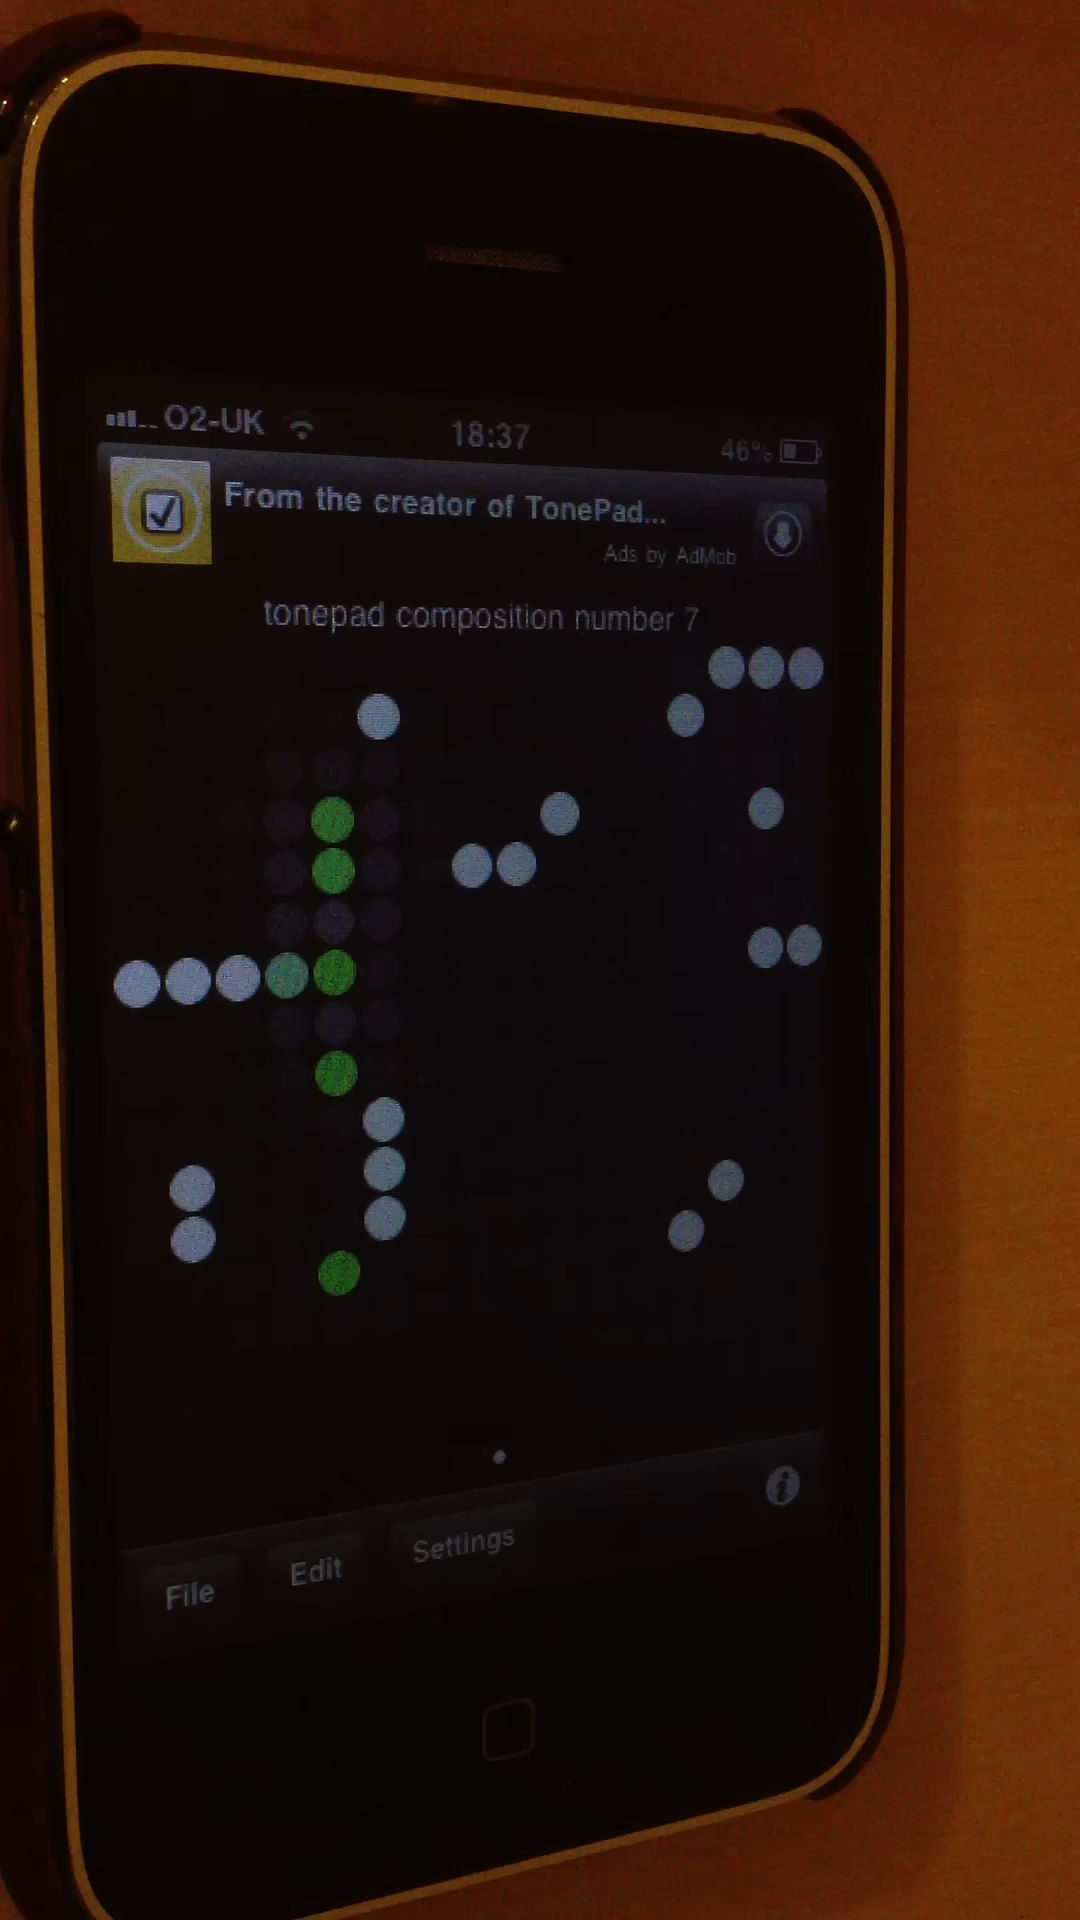 O2-UK 18:37 46%
From the creator of TonePad...
Ads by AdMob
tonepad composition number 7
File Edit Settings i